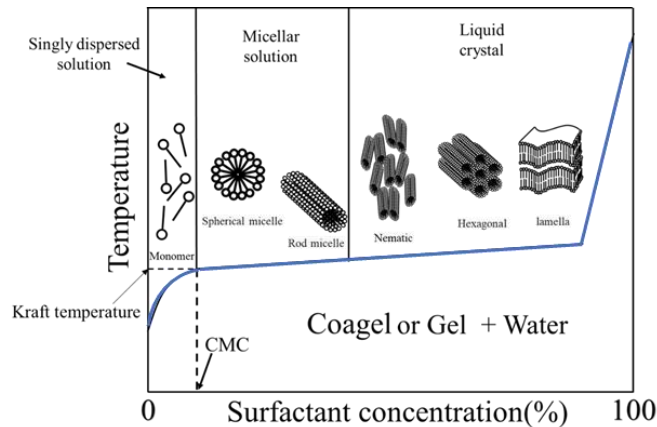 Singly dispersed
solution
Micellar
solution
Liquid
crystal
Temperature
Monomer
Spherical micelle
Rod micelle
Nematic
Hexagonal
lamella
Kraft temperature
Coagel or Gel + Water
CMC
0
Surfactant concentration(%)
100